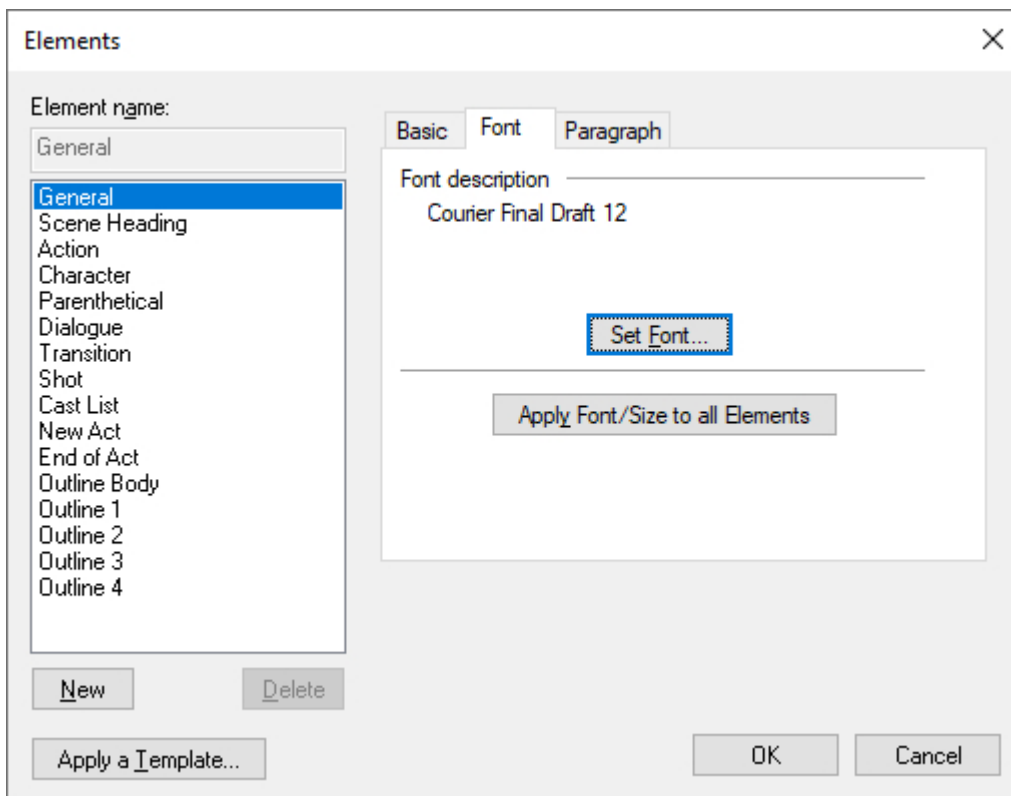 Elements
Element name:
General
General
Scene Heading
Action
Character
Parenthetical
Dialogue
Transition
Shot
Cast List
New Act
End of Act
Outline Body
Outline 1
Outline 2
Outline 3
Outline 4
New
Delete
Apply a Template...
Basic
Font
Paragraph
Font description
Courier Final Draft 12
Set Font...
Apply Font/Size to all Elements
OK
Cancel